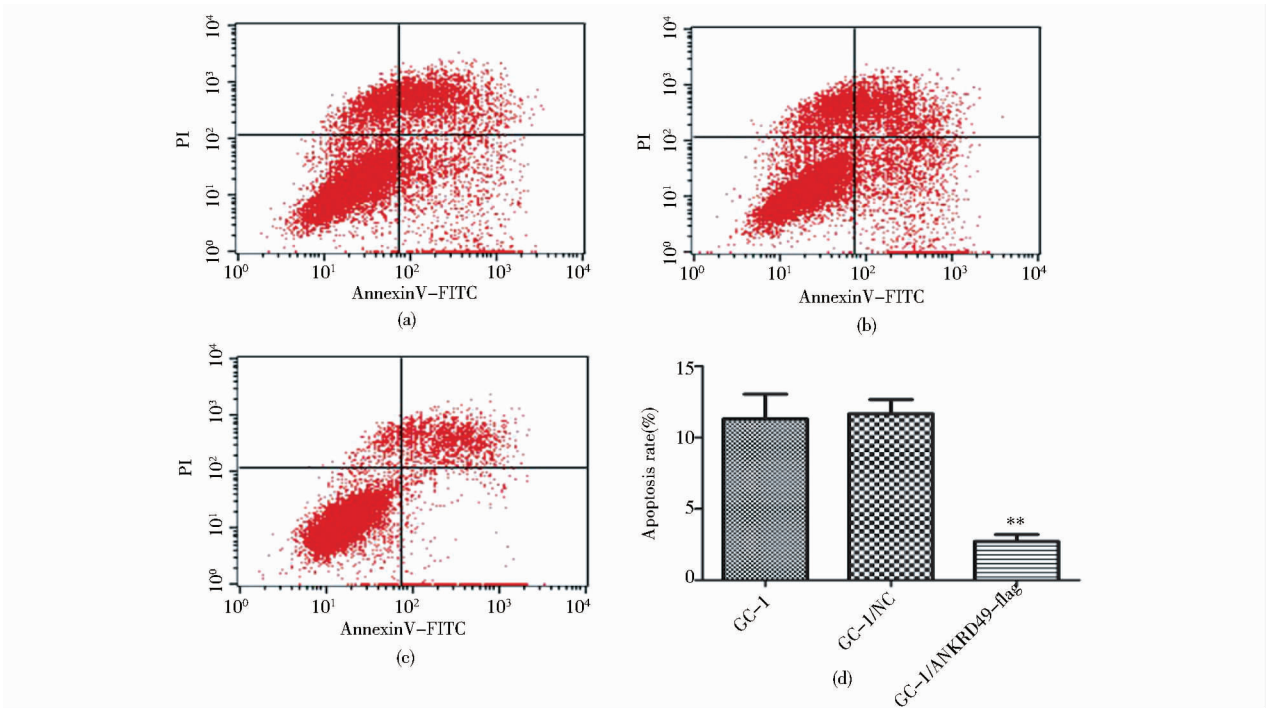 10⁴
10³
10²
10¹
10⁰
PI
10⁰ 10¹ 10² 10³ 10⁴
AnnexinV-FITC
(a)
10⁴
10³
10²
10¹
10⁰
PI
10⁰ 10¹ 10² 10³ 10⁴
AnnexinV-FITC
(b)
10⁴
10³
10²
10¹
10⁰
PI
10⁰ 10¹ 10² 10³ 10⁴
AnnexinV-FITC
(c)
15
10
5
0
Apoptosis rate(%)
**
GC-1
GC-1/NC
GC-1/ANKRD49-flag
(d)